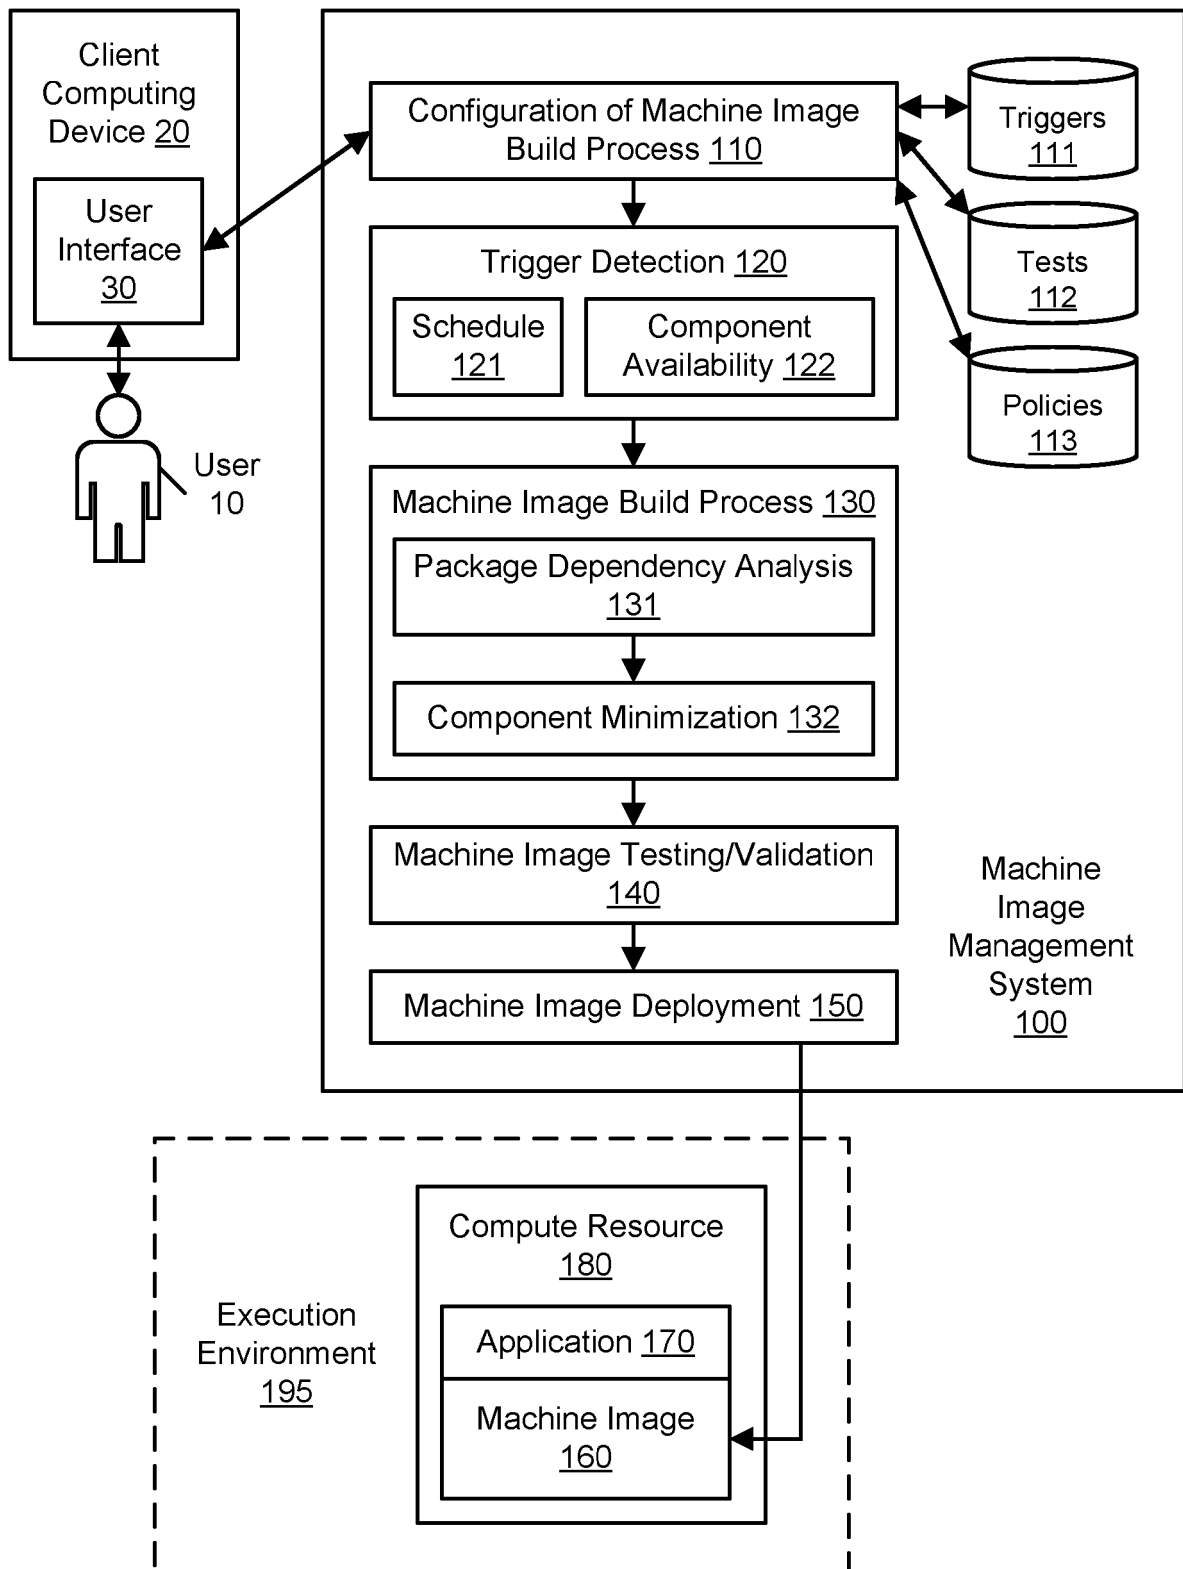 Client
Computing
Device 20
User
Interface
30
User
10
Configuration of Machine Image
Build Process 110
Triggers
111
Tests
112
Policies
113
Trigger Detection 120
Schedule
121
Component
Availability 122
Machine Image Build Process 130
Package Dependency Analysis
131
Component Minimization 132
Machine Image Testing/Validation
140
Machine Image Deployment 150
Machine
Image
Management
System
100
Compute Resource
180
Execution
Environment
195
Application 170
Machine Image
160